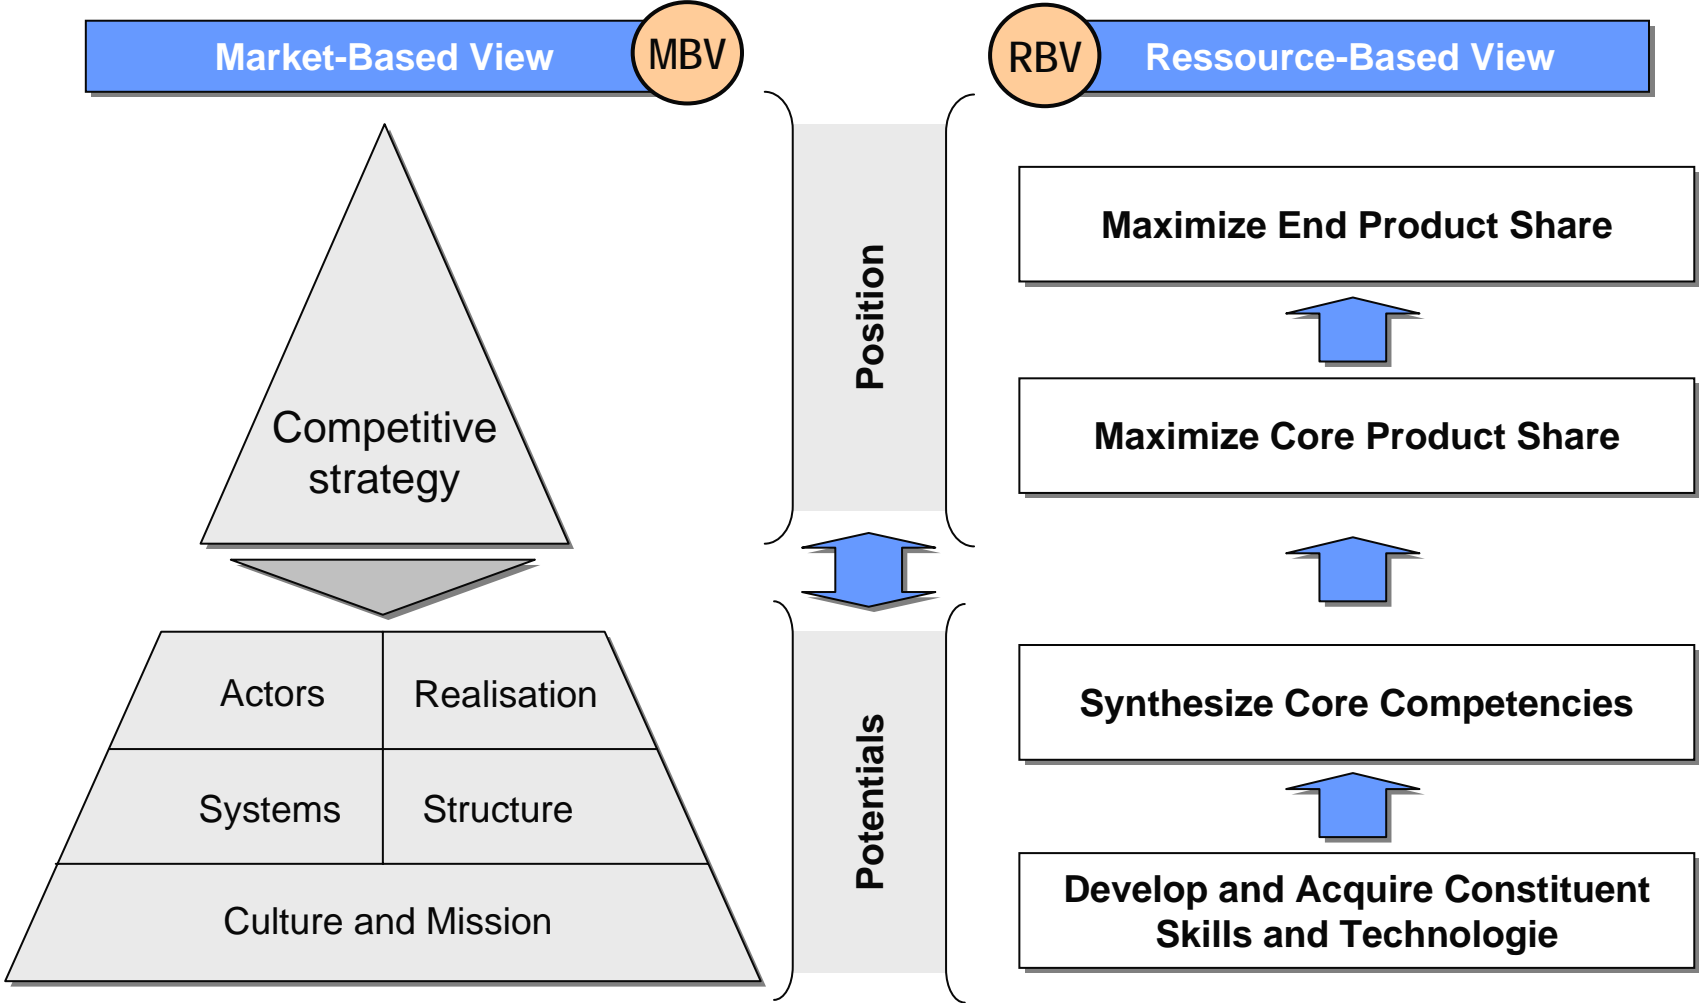 Market-Based View
MBV
RBV
Ressource-Based View
Competitive
strategy
Actors
Realisation
Systems
Structure
Culture and Mission
Position
Potentials
Maximize End Product Share
Maximize Core Product Share
Synthesize Core Competencies
Develop and Acquire Constituent
Skills and Technologie